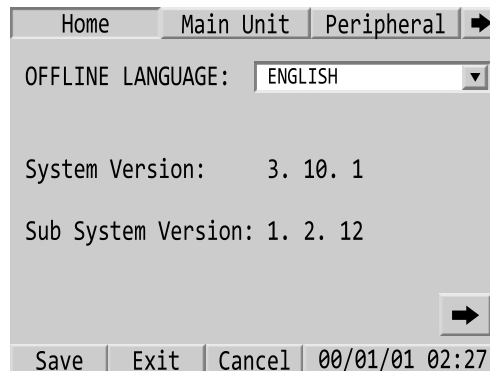 Home Main Unit Peripheral
OFFLINE LANGUAGE: ENGLISH
System Version: 3. 10. 1
Sub System Version: 1. 2. 12
Save Exit Cancel 00/01/01 02:27